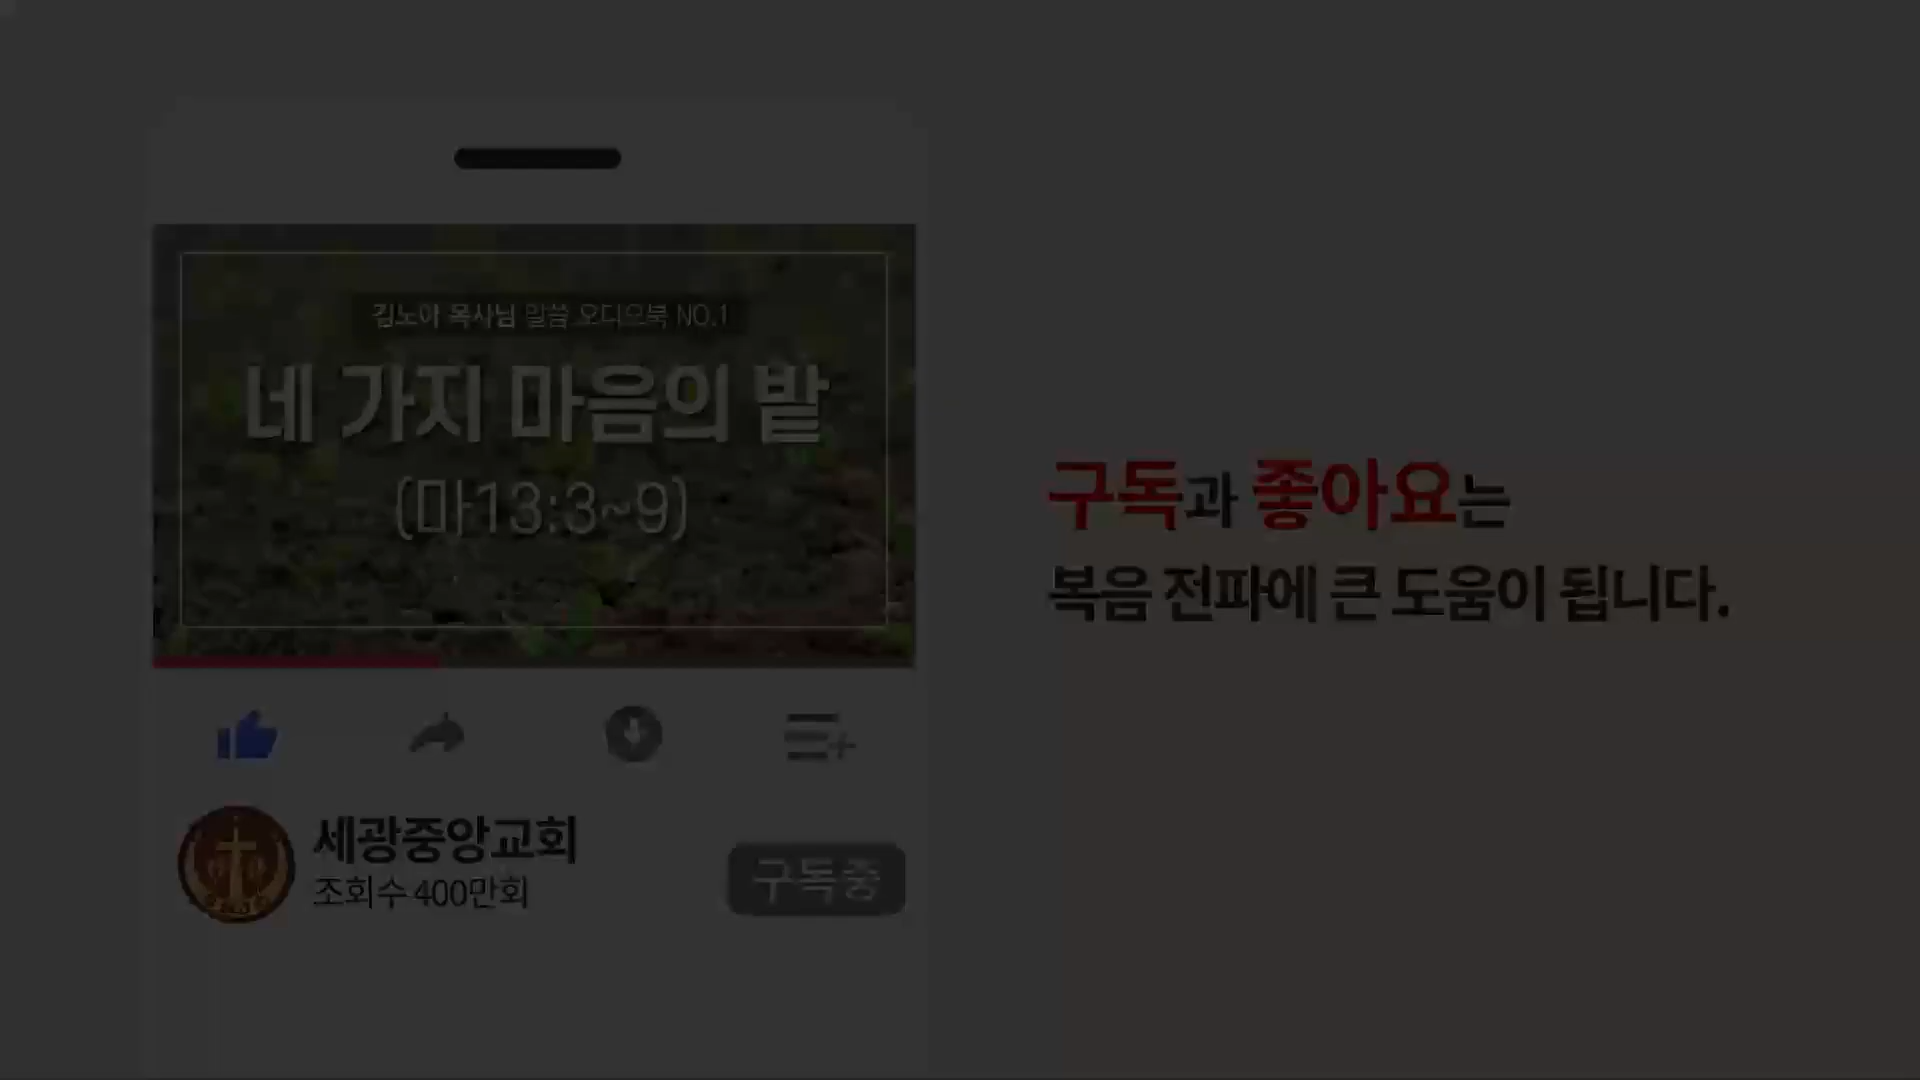 김노아 목사님 말씀 오디오북 NO.1
네 가지 마음의 밭
(마13:3~9)
세광중앙교회
조회수 400만회
구독중
구독과 좋아요는
복음 전파에 큰 도움이 됩니다.